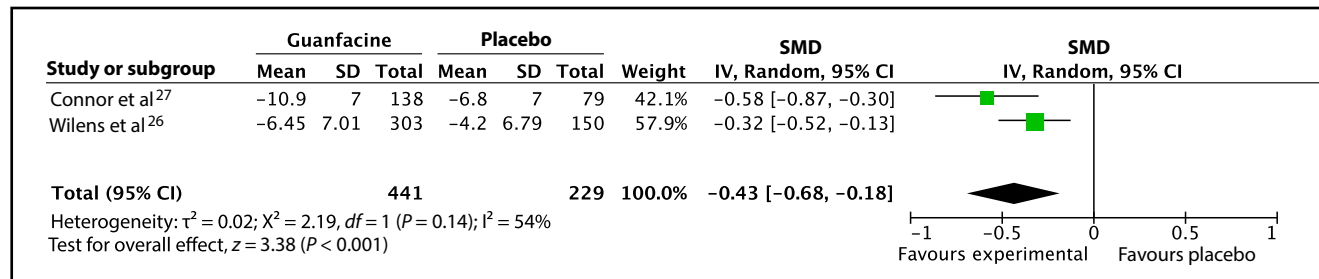 Guanfacine Placebo SMD SMD
Study or subgroup Mean SD Total Mean SD Total Weight IV, Random, 95% CI IV, Random, 95% CI
Connor et al27 −10.9 7 138 −6.8 7 79 42.1% −0.58 [−0.87, −0.30]
Wilens et al26 −6.45 7.01 303 −4.2 6.79 150 57.9% −0.32 [−0.52, −0.13]
Total (95% CI) 441 229 100.0% −0.43 [−0.68, −0.18]
Heterogeneity: τ² = 0.02; X² = 2.19, df = 1 (P = 0.14); I² = 54%
Test for overall effect, z = 3.38 (P < 0.001)
−1 −0.5 0 0.5 1
Favours experimental Favours placebo